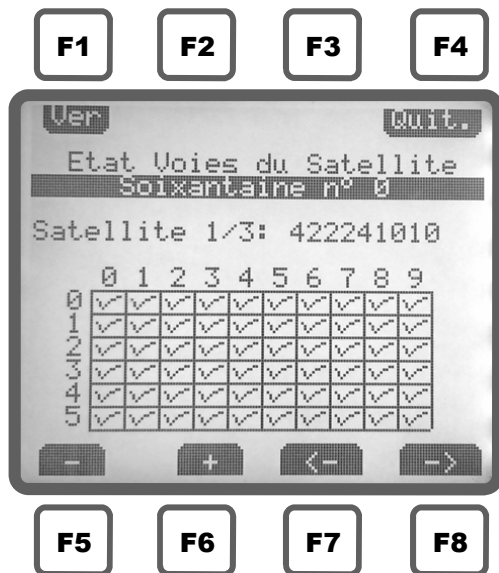 F1 F2 F3 F4
Ver Quit.
Etat Voies du Satellite
Soixantaine n° 0
Satellite 1/3: 422241010
0 1 2 3 4 5 6 7 8 9
0
1
2
3
4
5
- + <- ->
F5 F6 F7 F8